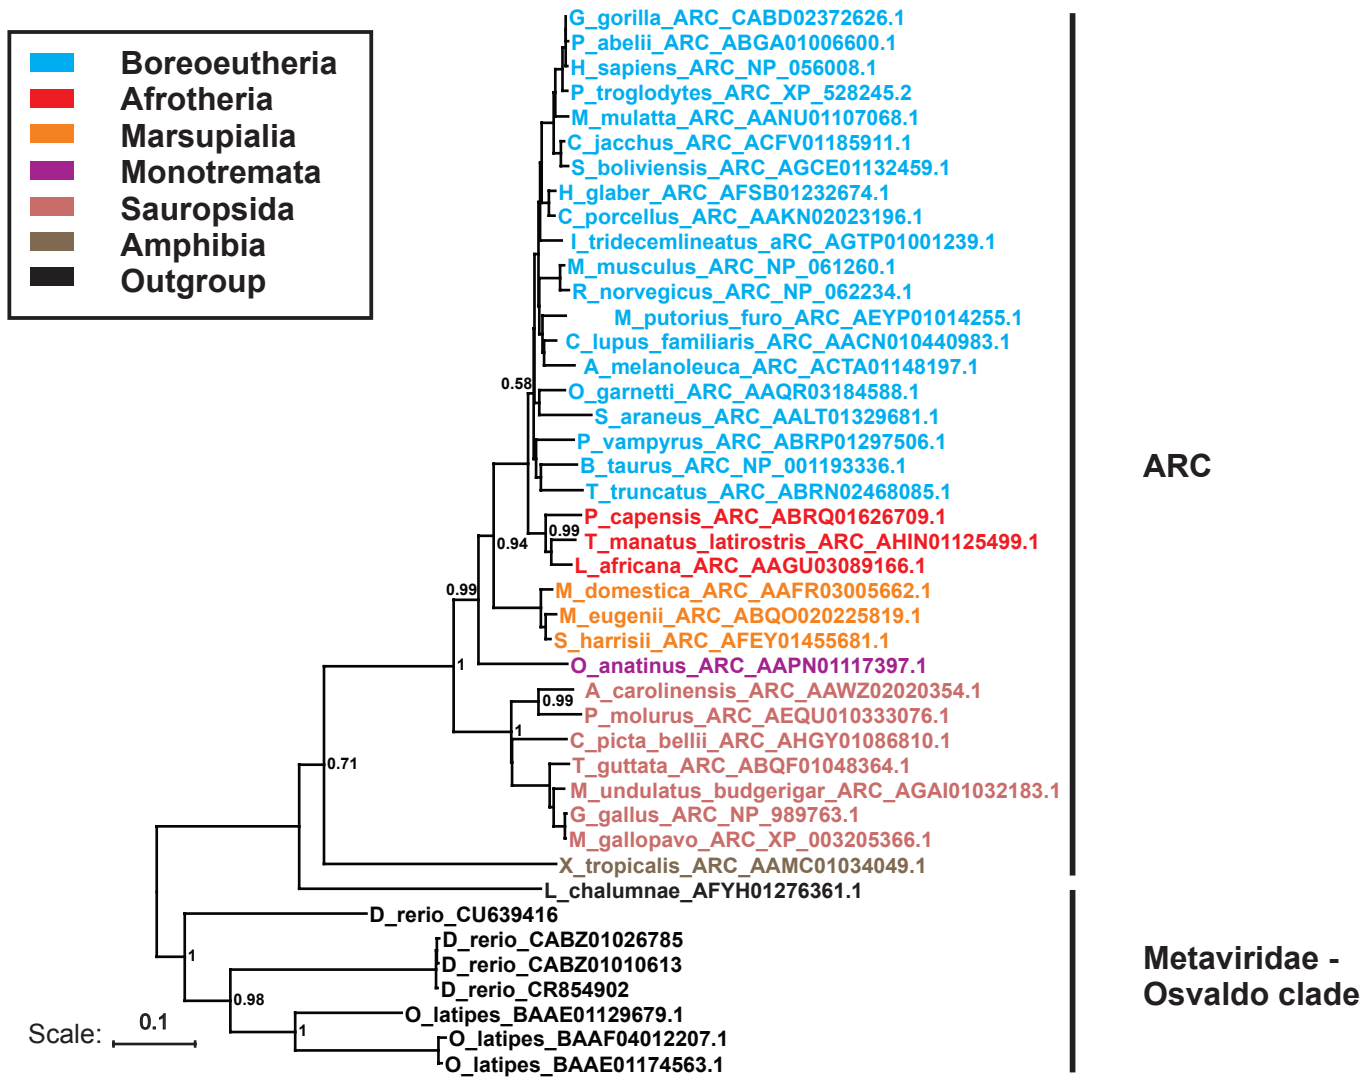 Boreoeutheria
Afrotheria
Marsupialia
Monotremata
Sauropsida
Amphibia
Outgroup
G_gorilla_ARC_CABD02372626.1
P_abelii_ARC_ABGA01006600.1
H_sapiens_ARC_NP_056008.1
P_troglodytes_ARC_XP_528245.2
M_mulatta_ARC_AANU01107068.1
C_jacchus_ARC_ACFV01185911.1
S_boliviensis_ARC_AGCE01132459.1
H_glaber_ARC_AFSB01232674.1
C_porcellus_ARC_AAKN02023196.1
I_tridecemlineatus_aRC_AGTP01001239.1
M_musculus_ARC_NP_061260.1
R_norvegicus_ARC_NP_062234.1
M_putorius_furo_ARC_AEYP01014255.1
C_lupus_familiaris_ARC_AACN010440983.1
A_melanoleuca_ARC_ACTA01148197.1
0.58
O_garnetti_ARC_AAQR03184588.1
S_araneus_ARC_AALT01329681.1
P_vampyrus_ARC_ABRP01297506.1
B_taurus_ARC_NP_001193336.1
T_truncatus_ARC_ABRN02468085.1
P_capensis_ARC_ABRQ01626709.1
0.99
T_manatus_latirostris_ARC_AHIN01125499.1
0.94
L_africana_ARC_AAGU03089166.1
0.99
M_domestica_ARC_AAFR03005662.1
M_eugenii_ARC_ABQO020225819.1
S_harrisii_ARC_AFEY01455681.1
1
O_anatinus_ARC_AAPN01117397.1
A_carolinensis_ARC_AAWZ02020354.1
0.99
P_molurus_ARC_AEQU010333076.1
1
C_picta_bellii_ARC_AHGY01086810.1
0.71
T_guttata_ARC_ABQF01048364.1
M_undulatus_budgerigar_ARC_AGAI01032183.1
G_gallus_ARC_NP_989763.1
M_gallopavo_ARC_XP_003205366.1
X_tropicalis_ARC_AAMC01034049.1
L_chalumnae_AFYH01276361.1
D_rerio_CU639416
1
D_rerio_CABZ01026785
D_rerio_CABZ01010613
D_rerio_CR854902
0.98
O_latipes_BAAE01129679.1
1
O_latipes_BAAF04012207.1
O_latipes_BAAE01174563.1
Scale:
0.1
ARC
Metaviridae -
Osvaldo clade